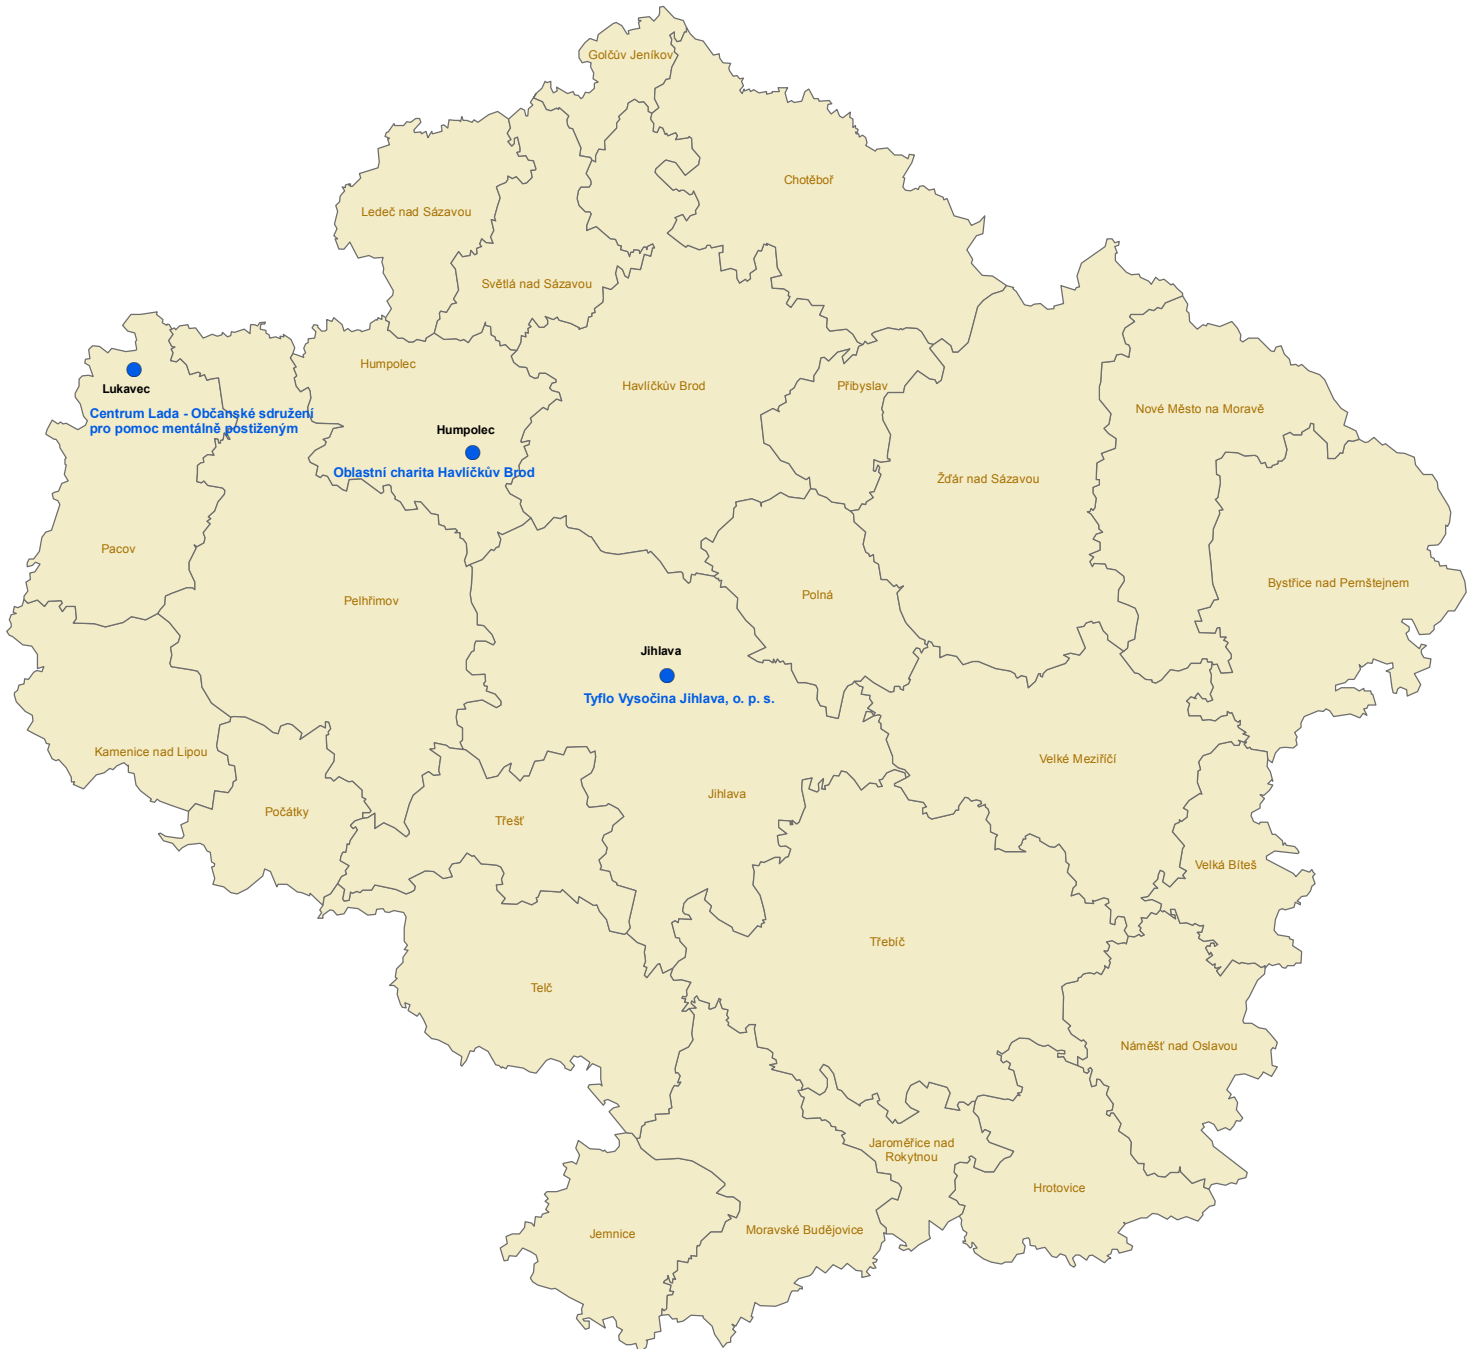 Golčův Jeníkov
Chotěboř
Ledeč nad Sázavou
Světlá nad Sázavou
Humpolec
Lukavec
Havlíčkův Brod
Přibyslav
Nové Město na Moravě
Centrum Lada - Občanské sdružení
pro pomoc mentálně postiženým
Humpolec
Oblastní charita Havlíčkův Brod
Žďár nad Sázavou
Pacov
Bystřice nad Pernštejnem
Polná
Pelhřimov
Jihlava
Tyflo Vysočina Jihlava, o. p. s.
Kamenice nad Lipou
Velké Meziříčí
Jihlava
Počátky
Třešť
Velká Bíteš
Třebíč
Telč
Náměšť nad Oslavou
Jaroměřice nad
Rokytnou
Hrotovice
Moravské Budějovice
Jemnice